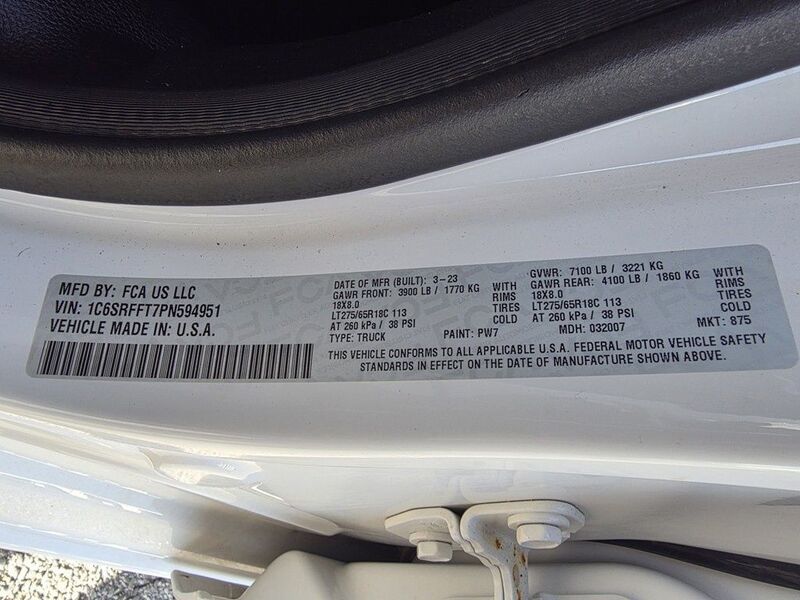 MFD BY: FCA US LLC
VIN: 1C6SRFFT7PN594951
VEHICLE MADE IN: U.S.A.
DATE OF MFR (BUILT): 3-23
GAWR FRONT: 3900 LB / 1770 KG WITH
18X8.0 RIMS
LT275/65R18C 113 TIRES
AT 260 kPa / 38 PSI COLD
TYPE: TRUCK PAINT: PW7
GVWR: 7100 LB / 3221 KG
GAWR REAR: 4100 LB / 1860 KG WITH
18X8.0 RIMS
LT275/65R18C 113 TIRES
AT 260 kPa / 38 PSI COLD
MDH: 032007 MKT: 875
THIS VEHICLE CONFORMS TO ALL APPLICABLE U.S.A. FEDERAL MOTOR VEHICLE SAFETY
STANDARDS IN EFFECT ON THE DATE OF MANUFACTURE SHOWN ABOVE.